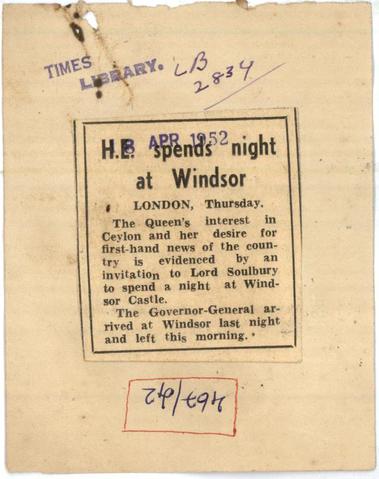 TIMES
LIBRARY.
LB
2834
8 APR 1952
H.E. spends night
at Windsor
LONDON, Thursday.
The Queen's interest in
Ceylon and her desire for
first-hand news of the coun-
try is evidenced by an
invitation to Lord Soulbury
to spend a night at Wind-
sor Castle.
The Governor-General ar-
rived at Windsor last night
and left this morning.